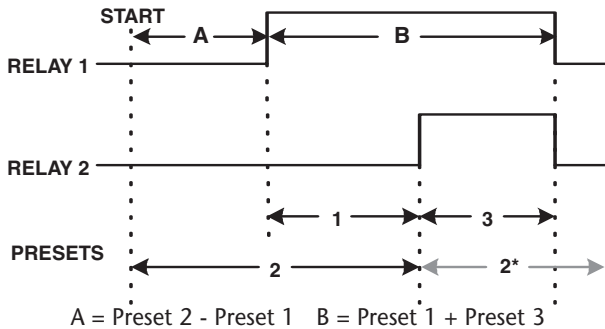 START
A
B
RELAY 1
RELAY 2
1
3
PRESETS
2
2*
A = Preset 2 - Preset 1 B = Preset 1 + Preset 3